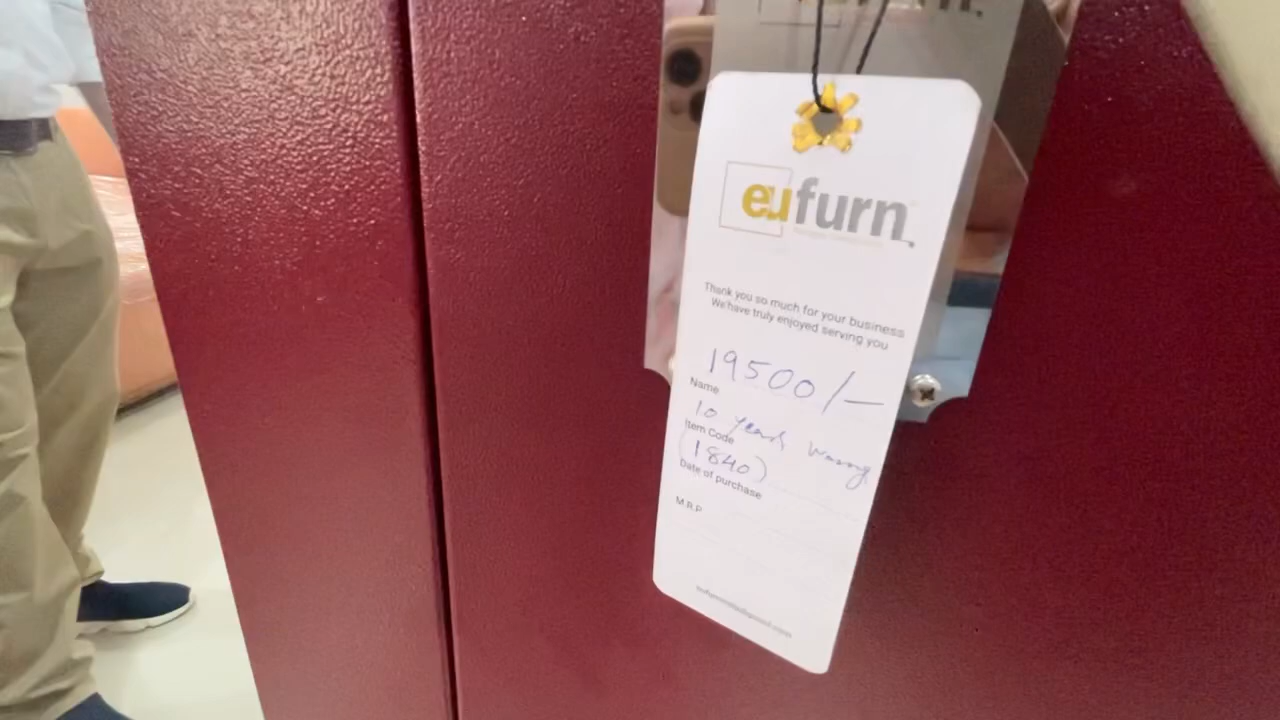 eufurn
Thank you so much for your business
We have truly enjoyed serving you
19500/-
Name
10 years
Item Code
(1840)
Date of purchase
M.R.P